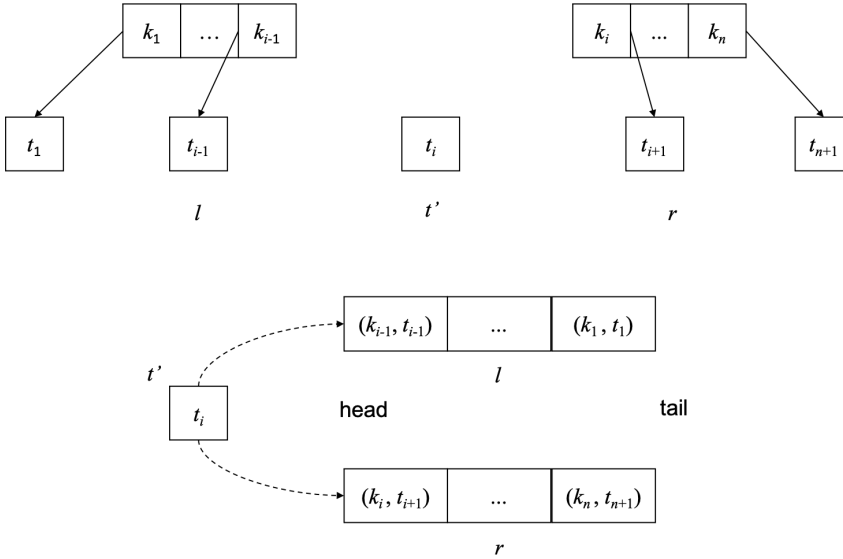 k₁ … kᵢ₋₁ kᵢ ... kₙ
t₁ tᵢ₋₁ tᵢ tᵢ₊₁ tₙ₊₁
l t’ r
(kᵢ₋₁, tᵢ₋₁) ... (k₁, t₁)
t’ l
tᵢ head tail
(kᵢ, tᵢ₊₁) ... (kₙ, tₙ₊₁)
r